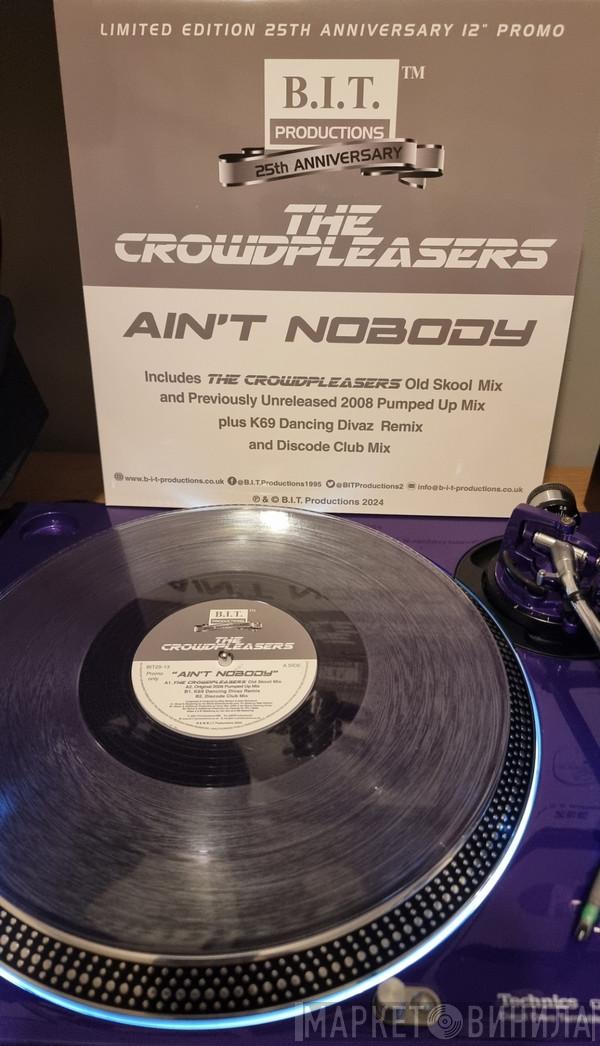 LIMITED EDITION 25TH ANNIVERSARY 12" PROMO
B.I.T.
TM
PRODUCTIONS
25th ANNIVERSARY
THE
CROWDPLEASERS
AIN'T NOBODY
Includes THE CROWDPLEASERS Old Skool Mix
and Previously Unreleased 2008 Pumped Up Mix
plus K69 Dancing Divaz Remix
and Discode Club Mix
www.b-i-t-productions.co.uk @B.I.T.Productions1995 @BITProductions2 info@b-i-t-productions.co.uk
℗ & © B.I.T. Productions 2024
B.I.T.
PRODUCTIONS
THE
CROWDPLEASERS
BIT25-13
A SIDE
Promo only
"AIN'T NOBODY"
A1. THE CROWDPLEASERS Old Skool Mix
A2. Original 2008 Pumped Up Mix
B1. K69 Dancing Divaz Remix
B2. Discode Club Mix
Technics
МАРКЕТ ВИНИЛА